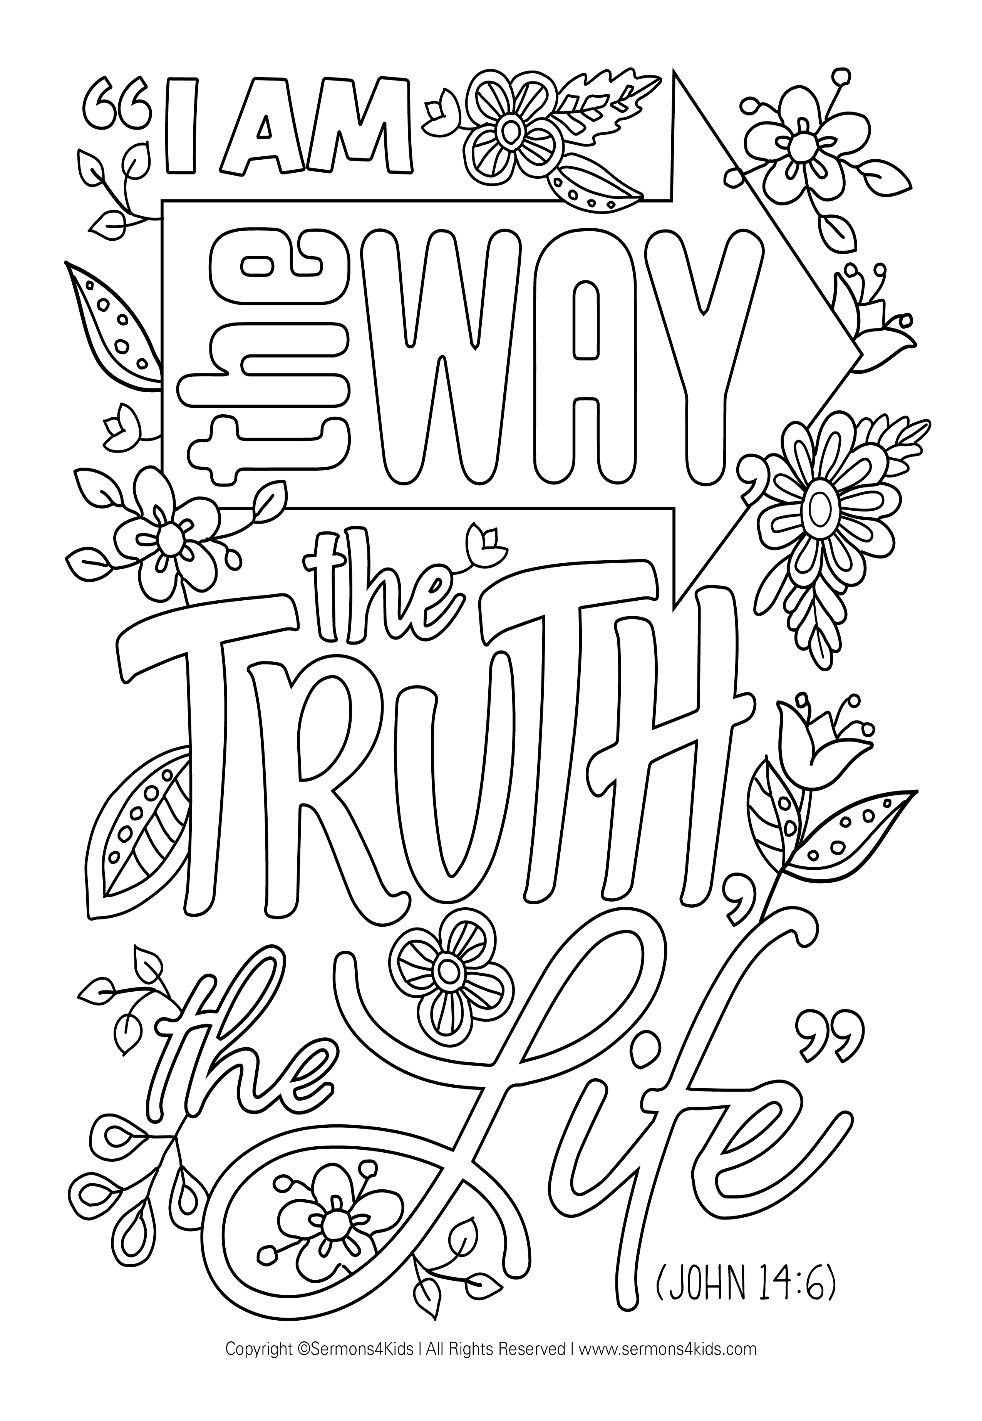 “I AM
the WAY,
the
TRUTH,
the Life”
(JOHN 14:6)
Copyright ©Sermons4Kids I All Rights Reserved I www.sermons4kids.com